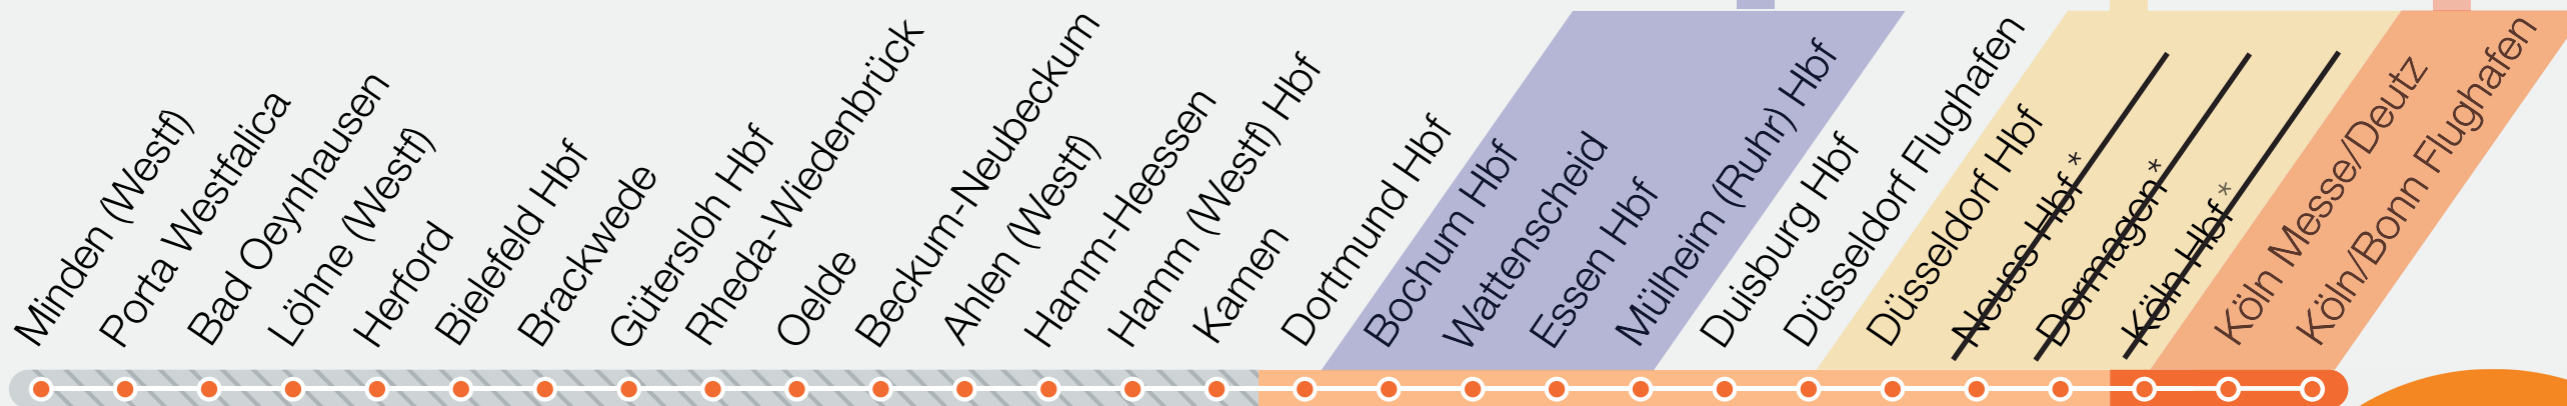 Minden (Westf)
Porta Westfalica
Bad Oeynhausen
Löhne (Westf)
Herford
Bielefeld Hbf
Brackwede
Gütersloh Hbf
Rheda-Wiedenbrück
Oelde
Beckum-Neubeckum
Ahlen (Westf)
Hamm-Heessen
Hamm (Westf) Hbf
Kamen
Dortmund Hbf
Bochum Hbf
Wattenscheid
Essen Hbf
Mülheim (Ruhr) Hbf
Duisburg Hbf
Düsseldorf Flughafen
Düsseldorf Hbf
Neuss Hbf *
Dormagen *
Köln Hbf *
Köln Messe/Deutz
Köln/Bonn Flughafen